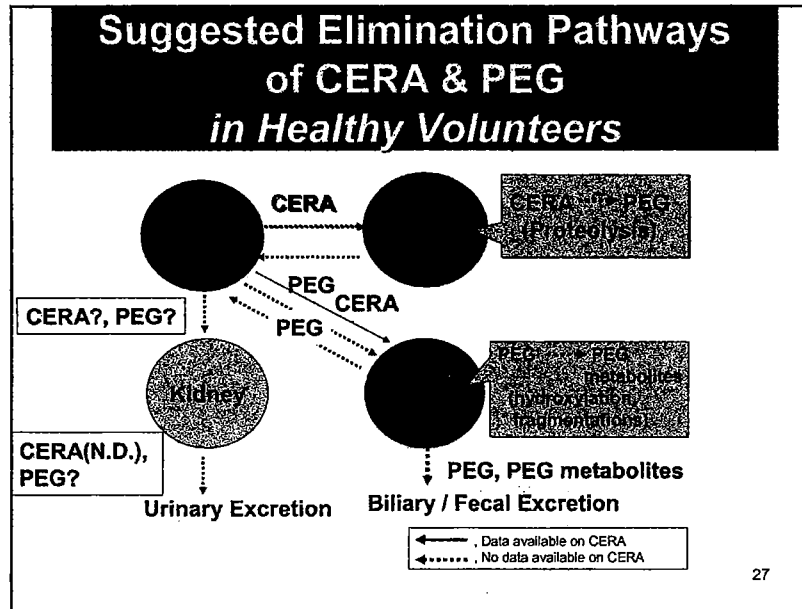 Suggested Elimination Pathways
of CERA & PEG
in Healthy Volunteers
CERA
CERA PEG
(Proteolysis)
PEG
CERA
PEG
CERA?, PEG?
Kidney
PEG PEG
metabolites
(hydroxylation,
fragmentations)
CERA(N.D.),
PEG?
PEG, PEG metabolites
Urinary Excretion
Biliary / Fecal Excretion
, Data available on CERA
, No data available on CERA
27